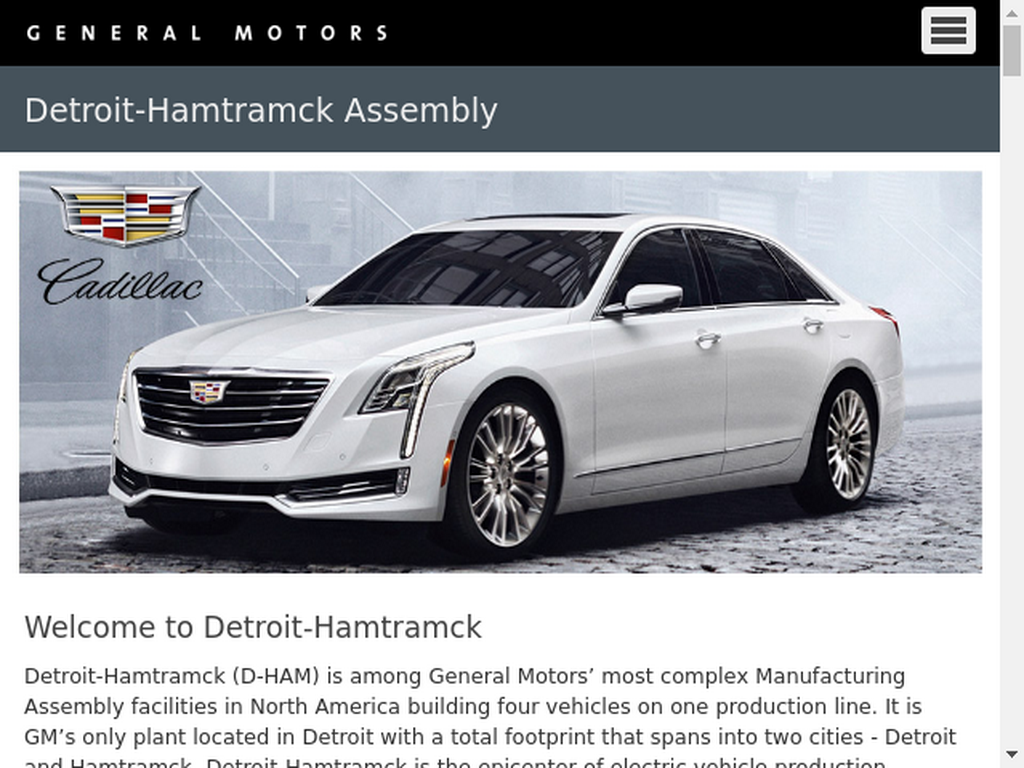 GENERAL MOTORS
Detroit-Hamtramck Assembly
Cadillac
Welcome to Detroit-Hamtramck
Detroit-Hamtramck (D-HAM) is among General Motors’ most complex Manufacturing
Assembly facilities in North America building four vehicles on one production line. It is
GM’s only plant located in Detroit with a total footprint that spans into two cities - Detroit
and Hamtramck. Detroit-Hamtramck is the epicenter of electric vehicle production